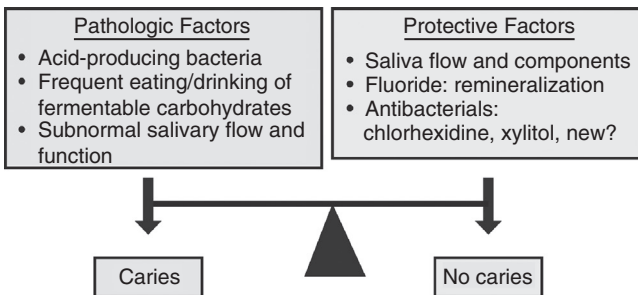 Pathologic Factors
• Acid-producing bacteria
• Frequent eating/drinking of
fermentable carbohydrates
• Subnormal salivary flow and
function
Protective Factors
• Saliva flow and components
• Fluoride: remineralization
• Antibacterials:
chlorhexidine, xylitol, new?
Caries
No caries